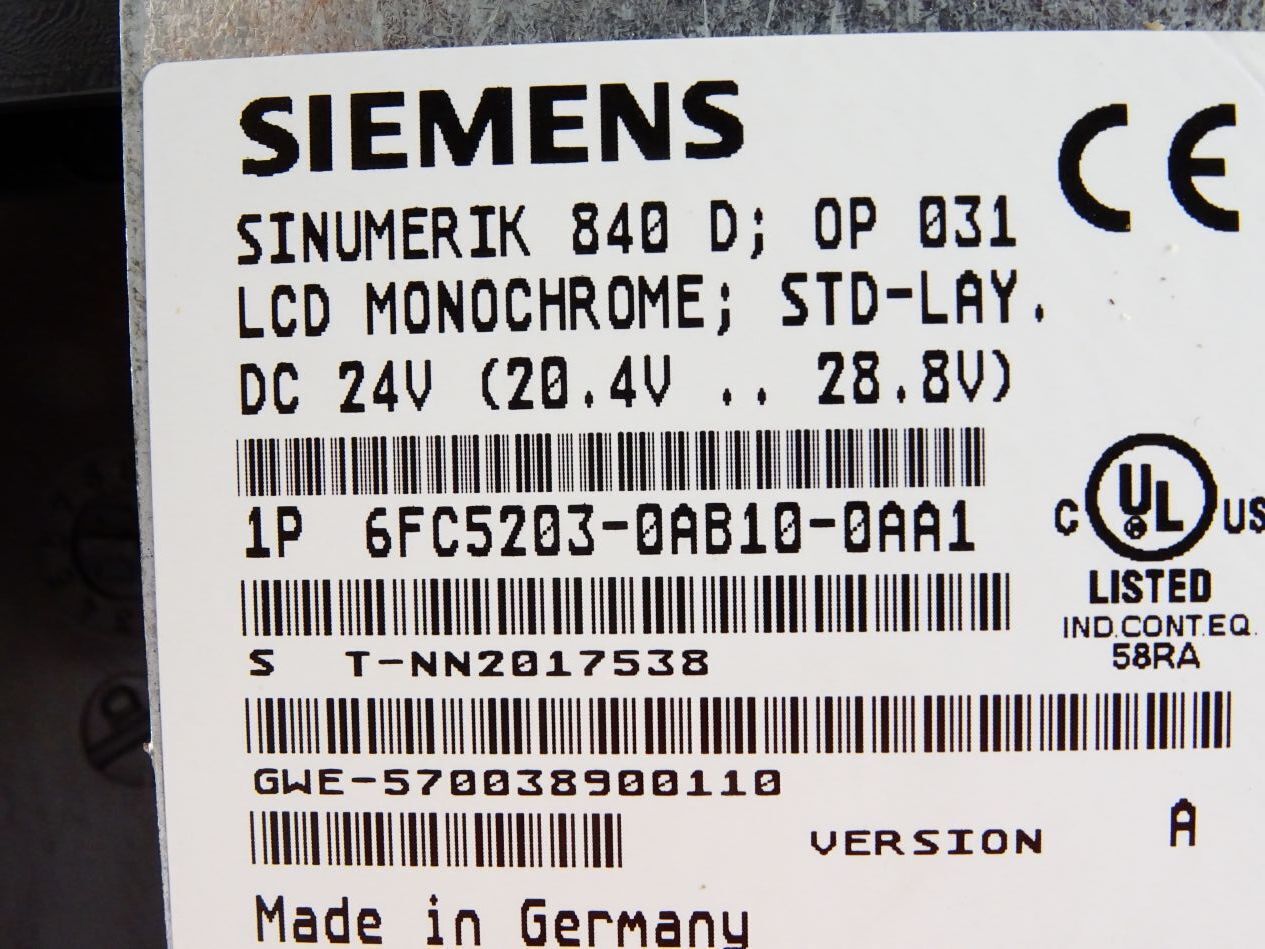 SIEMENS
CE
SINUMERIK 840 D; OP 031
LCD MONOCHROME; STD-LAY.
DC 24V (20.4V .. 28.8V)
1P 6FC5203-0AB10-0AA1
C UL US
®
LISTED
IND.CONT.EQ.
58RA
S T-NN2017538
GWE-570038900110
VERSION A
Made in Germany